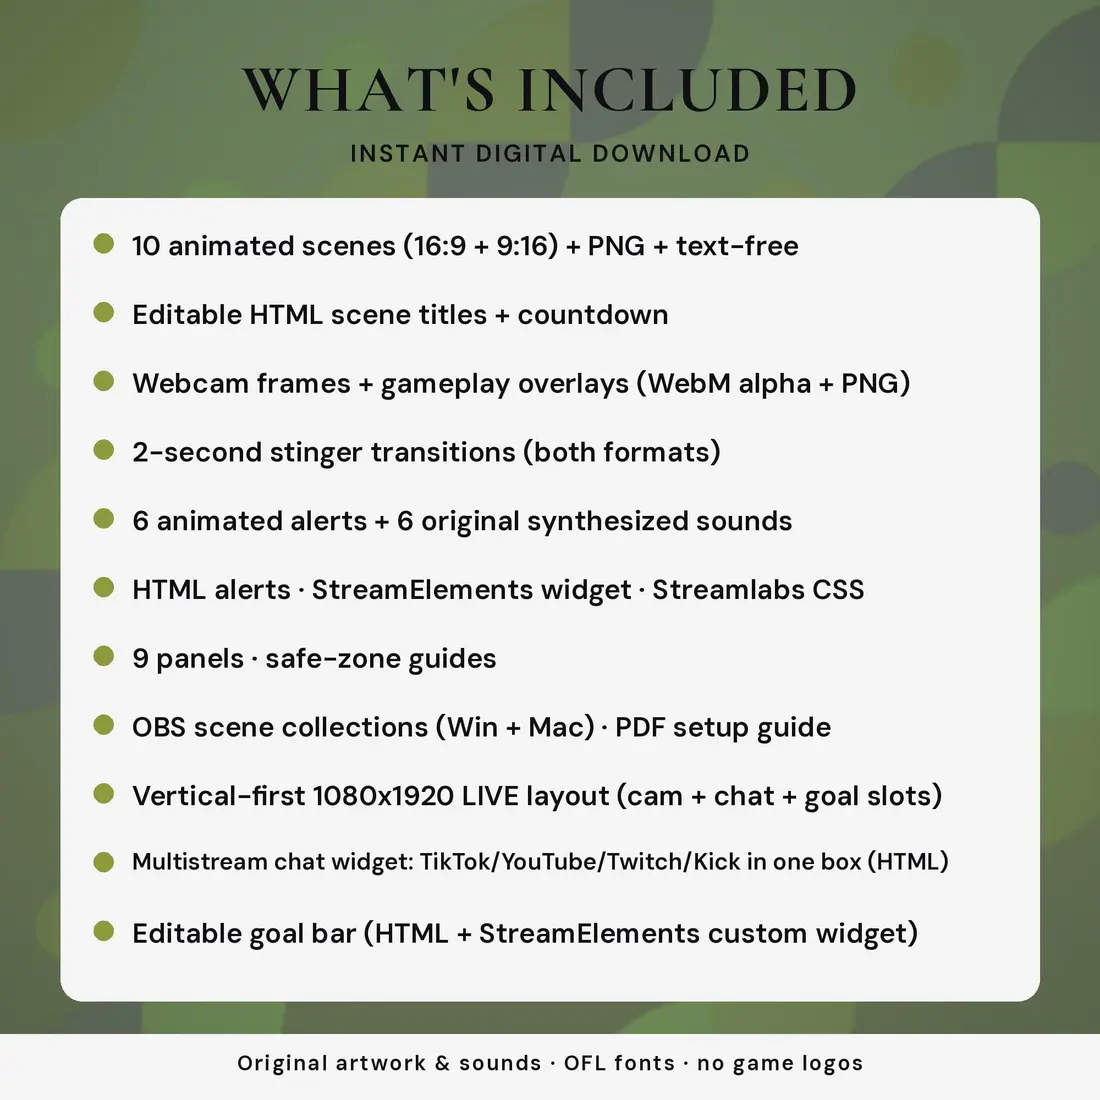 WHAT'S INCLUDED
INSTANT DIGITAL DOWNLOAD
10 animated scenes (16:9 + 9:16) + PNG + text-free
Editable HTML scene titles + countdown
Webcam frames + gameplay overlays (WebM alpha + PNG)
2-second stinger transitions (both formats)
6 animated alerts + 6 original synthesized sounds
HTML alerts · StreamElements widget · Streamlabs CSS
9 panels · safe-zone guides
OBS scene collections (Win + Mac) · PDF setup guide
Vertical-first 1080x1920 LIVE layout (cam + chat + goal slots)
Multistream chat widget: TikTok/YouTube/Twitch/Kick in one box (HTML)
Editable goal bar (HTML + StreamElements custom widget)
Original artwork & sounds · OFL fonts · no game logos